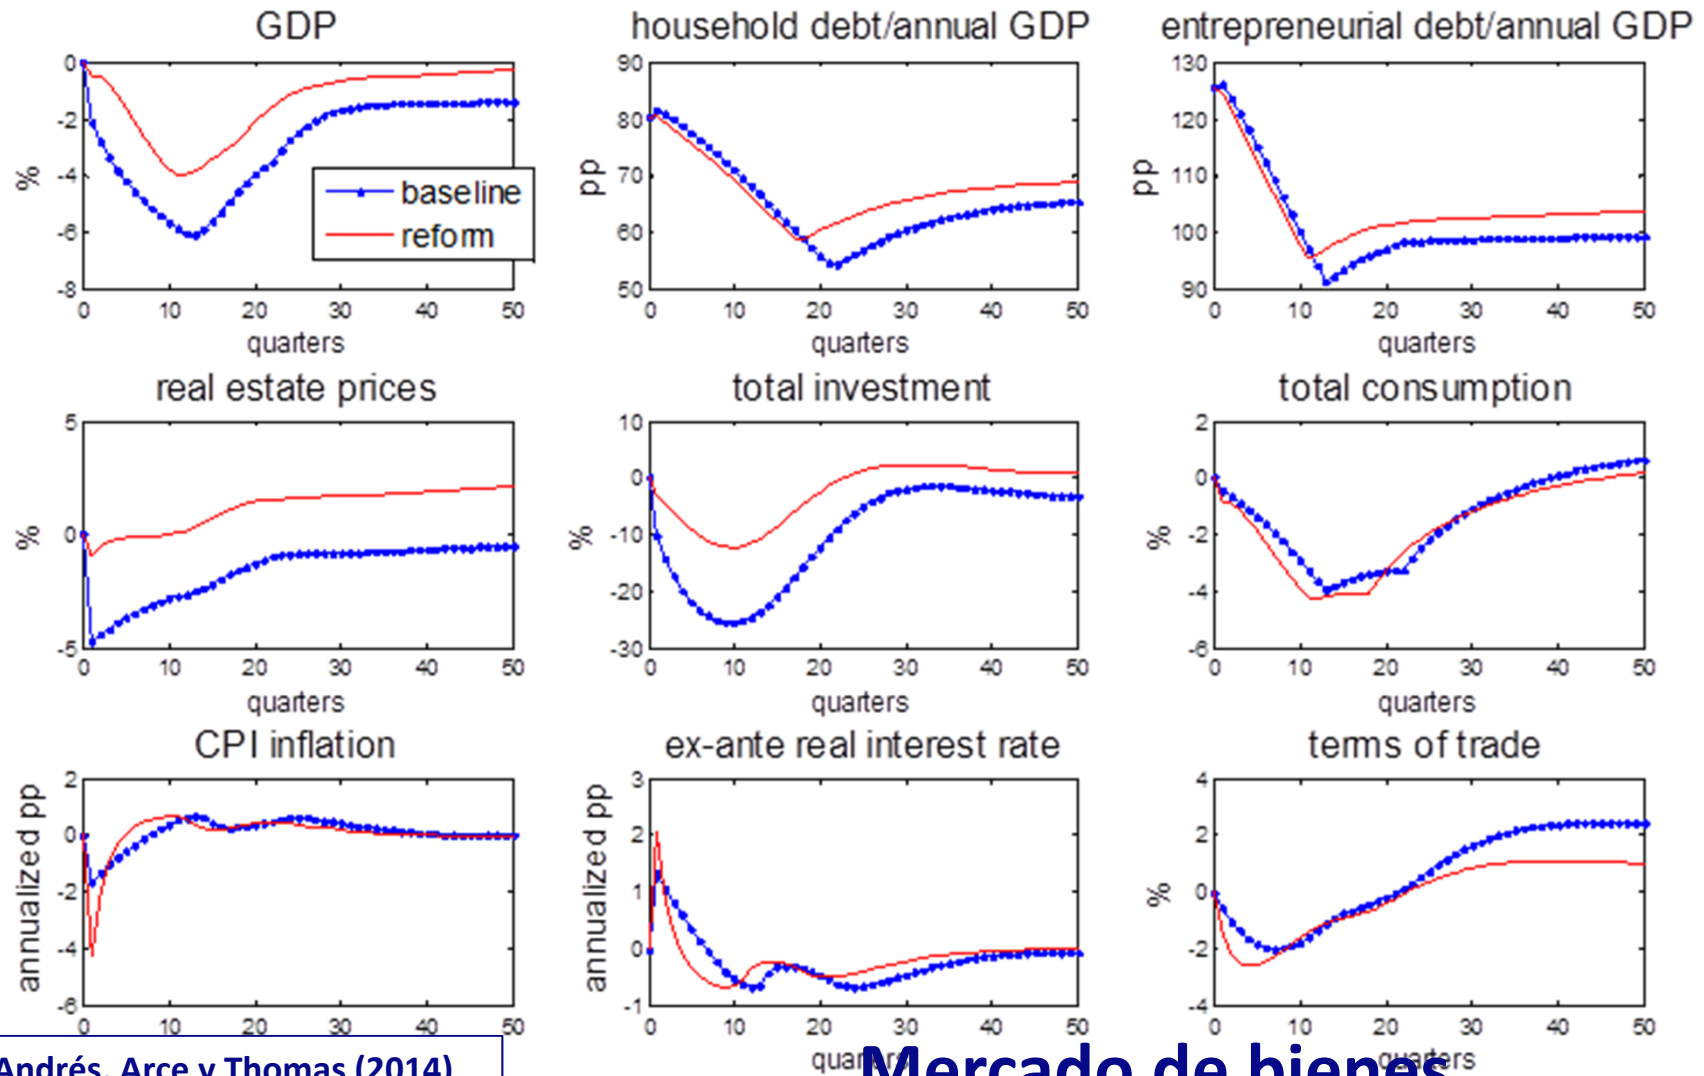 GDP
household debt/annual GDP
entrepreneurial debt/annual GDP
0
-2
-4
-6
-8
%
baseline
reform
0 10 20 30 40 50
quarters
90
80
70
60
50
pp
0 10 20 30 40 50
quarters
130
120
110
100
90
pp
0 10 20 30 40 50
quarters
real estate prices
total investment
total consumption
5
0
-5
%
0 10 20 30 40 50
quarters
10
0
-10
-20
-30
%
0 10 20 30 40 50
quarters
2
0
-2
-4
-6
%
0 10 20 30 40 50
quarters
CPI inflation
ex-ante real interest rate
terms of trade
2
0
-2
-4
-6
annualized pp
0 10 20 30 40 50
3
2
1
0
-1
annualized pp
0 10 20 30 40 50
quarters
4
2
0
-2
-4
%
0 10 20 30 40 50
quarters
Andrés, Arce y Thomas (2014)
Mercado de bienes